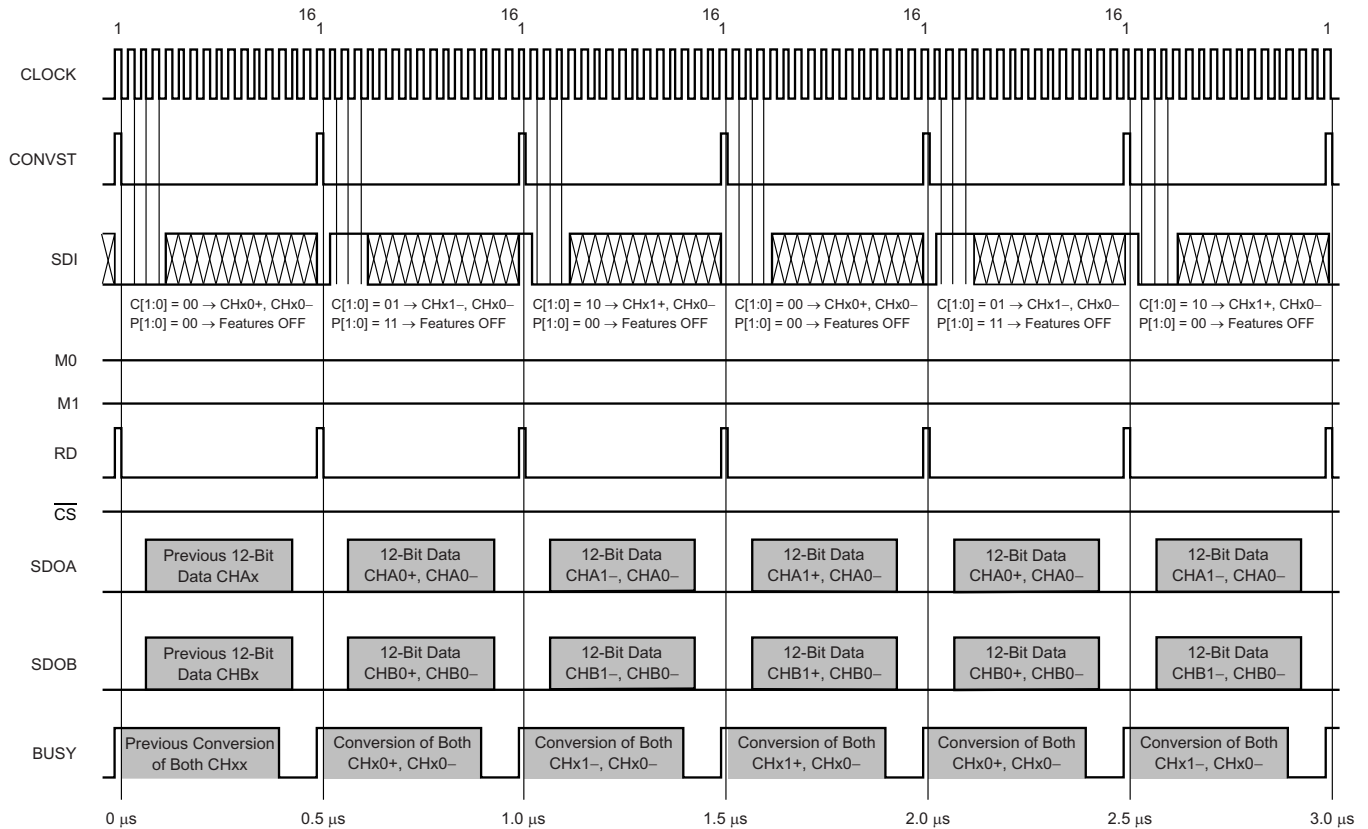 16 16 16 16 16
1 1 1 1 1 1 1
CLOCK
CONVST
SDI
C[1:0] = 00 → CHx0+, CHx0–
P[1:0] = 00 → Features OFF
C[1:0] = 01 → CHx1–, CHx0–
P[1:0] = 11 → Features OFF
C[1:0] = 10 → CHx1+, CHx0–
P[1:0] = 00 → Features OFF
C[1:0] = 00 → CHx0+, CHx0–
P[1:0] = 00 → Features OFF
C[1:0] = 01 → CHx1–, CHx0–
P[1:0] = 11 → Features OFF
C[1:0] = 10 → CHx1+, CHx0–
P[1:0] = 00 → Features OFF
M0
M1
RD
CS
SDOA
Previous 12-Bit
Data CHAx
12-Bit Data
CHA0+, CHA0–
12-Bit Data
CHA1–, CHA0–
12-Bit Data
CHA1+, CHA0–
12-Bit Data
CHA0+, CHA0–
12-Bit Data
CHA1–, CHA0–
SDOB
Previous 12-Bit
Data CHBx
12-Bit Data
CHB0+, CHB0–
12-Bit Data
CHB1–, CHB0–
12-Bit Data
CHB1+, CHB0–
12-Bit Data
CHB0+, CHB0–
12-Bit Data
CHB1–, CHB0–
BUSY
Previous Conversion
of Both CHxx
Conversion of Both
CHx0+, CHx0–
Conversion of Both
CHx1–, CHx0–
Conversion of Both
CHx1+, CHx0–
Conversion of Both
CHx0+, CHx0–
Conversion of Both
CHx1–, CHx0–
0 µs 0.5 µs 1.0 µs 1.5 µs 2.0 µs 2.5 µs 3.0 µs